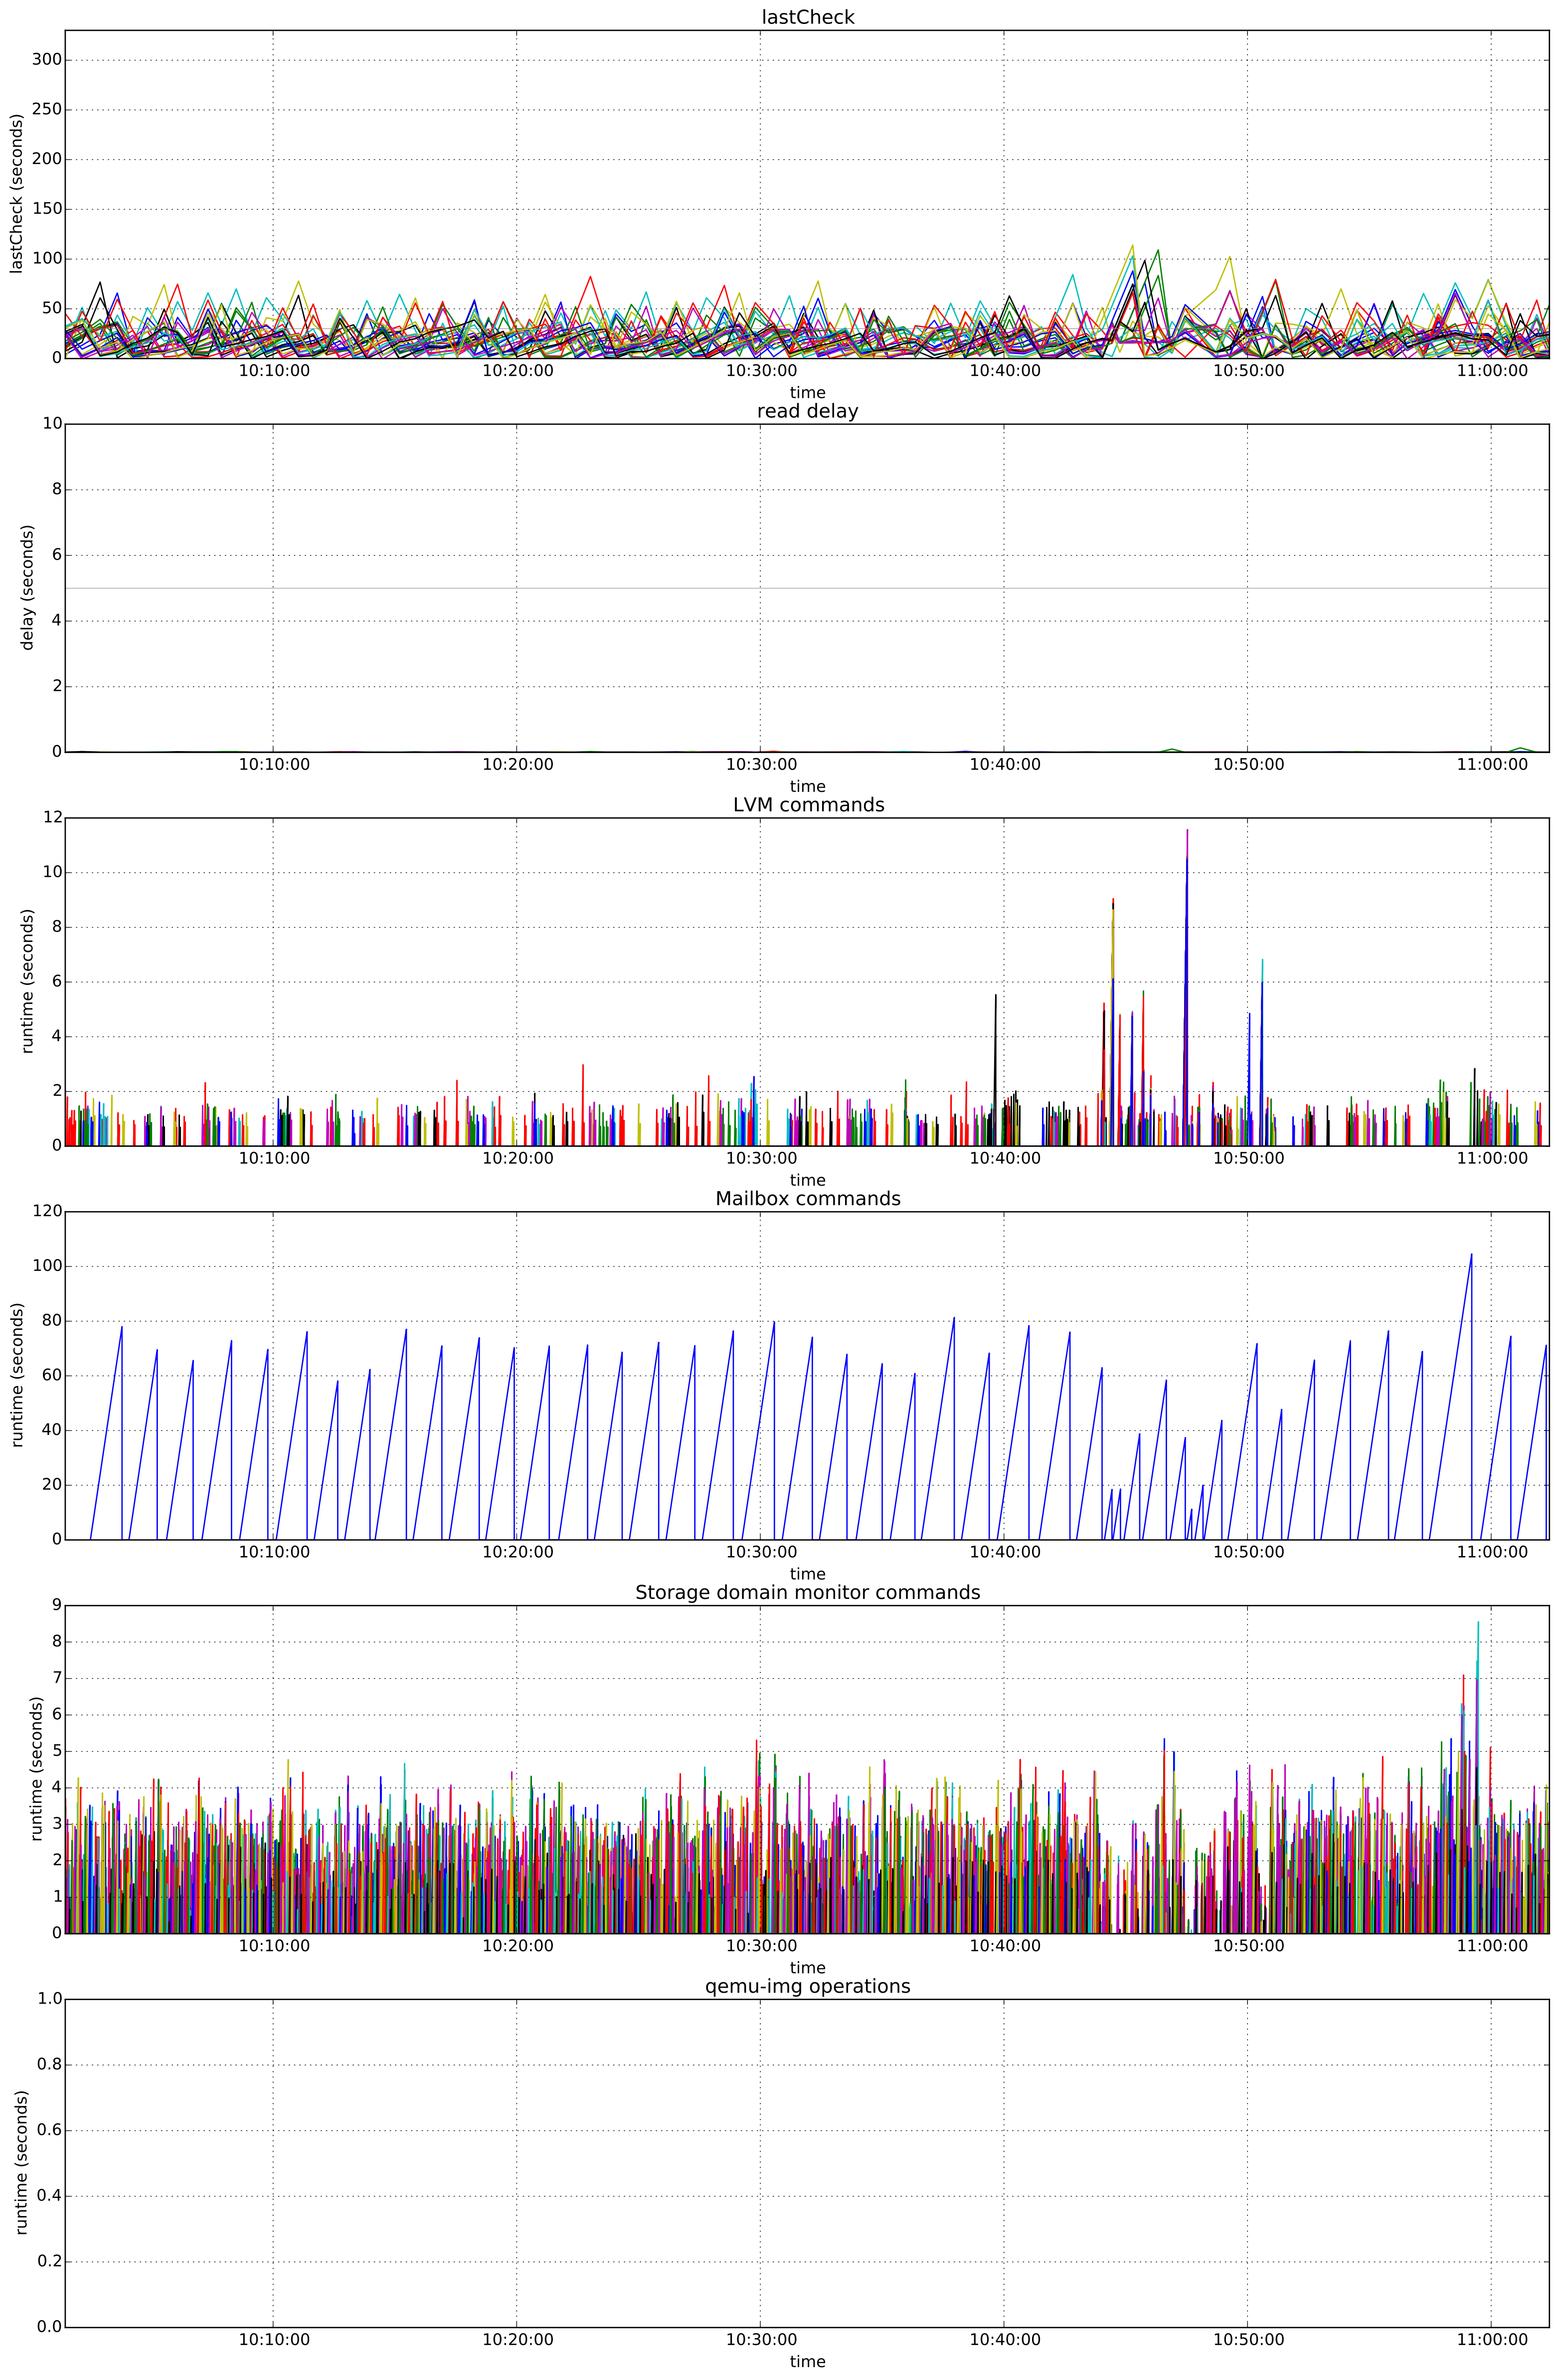 lastCheck
300
250
200
150
100
50
0
lastCheck (seconds)
10:10:00 10:20:00 10:30:00 10:40:00 10:50:00 11:00:00
time
read delay
10
8
6
4
2
0
delay (seconds)
10:10:00 10:20:00 10:30:00 10:40:00 10:50:00 11:00:00
time
LVM commands
12
10
8
6
4
2
0
runtime (seconds)
10:10:00 10:20:00 10:30:00 10:40:00 10:50:00 11:00:00
time
Mailbox commands
120
100
80
60
40
20
0
runtime (seconds)
10:10:00 10:20:00 10:30:00 10:40:00 10:50:00 11:00:00
time
Storage domain monitor commands
9
8
7
6
5
4
3
2
1
0
runtime (seconds)
10:10:00 10:20:00 10:30:00 10:40:00 10:50:00 11:00:00
time
qemu-img operations
1.0
0.8
0.6
0.4
0.2
0.0
runtime (seconds)
10:10:00 10:20:00 10:30:00 10:40:00 10:50:00 11:00:00
time